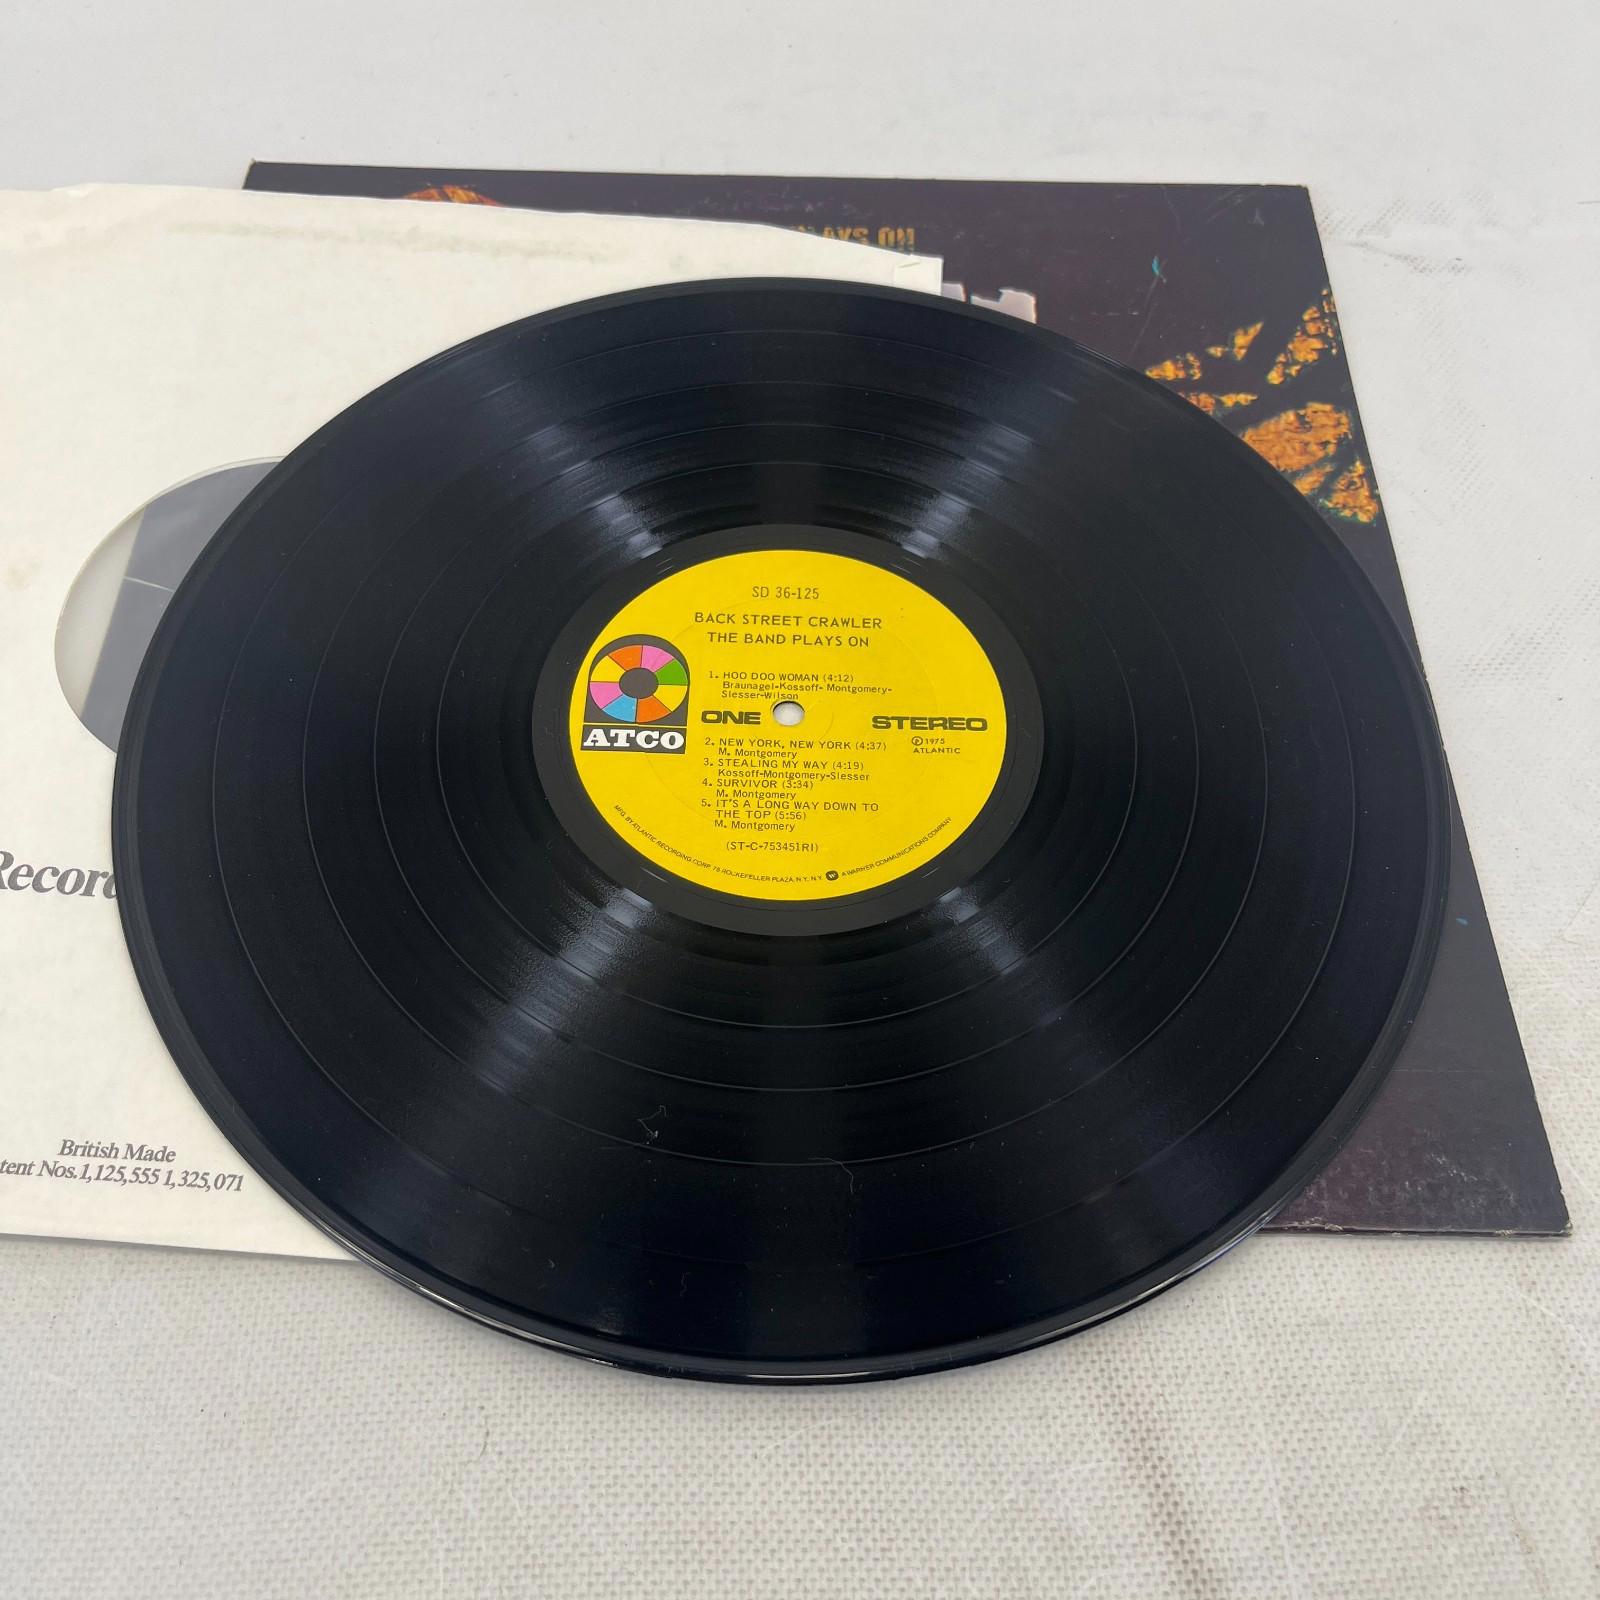 LAYS ON
SD 36-125
BACK STREET CRAWLER
THE BAND PLAYS ON
1. HOO DOO WOMAN (4:12)
Braunagel-Kossoff- Montgomery-
Slesser-Wilson
ONE
STEREO
ATCO
2. NEW YORK, NEW YORK (4:37)
M. Montgomery
3. STEALING MY WAY (4:19)
Kossoff-Montgomery-Slesser
4. SURVIVOR (3:34)
M. Montgomery
5. IT'S A LONG WAY DOWN TO
THE TOP (5:56)
M. Montgomery
℗ 1975
ATLANTIC
(ST-C-753451RI)
MFG. BY ATLANTIC RECORDING CORP. 75 ROCKEFELLER PLAZA, N.Y., N.Y. W A WARNER COMMUNICATIONS COMPANY
Record
British Made
tent Nos.1,125,555 1,325,071